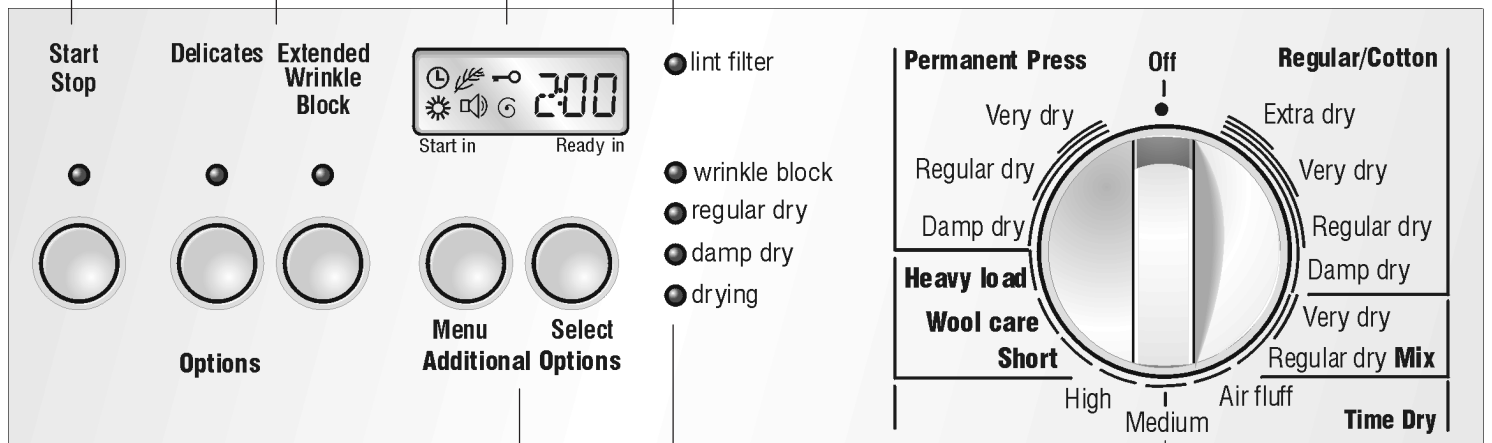 Start
Stop
Delicates
Extended
Wrinkle
Block
2:00
Start in
Ready in
lint filter
wrinkle block
regular dry
damp dry
drying
Menu
Select
Options
Additional Options
Permanent Press
Off
Regular/Cotton
Very dry
Regular dry
Damp dry
Extra dry
Very dry
Regular dry
Damp dry
Heavy load
Wool care
Short
Very dry
Regular dry Mix
High
Medium
Air fluff
Time Dry